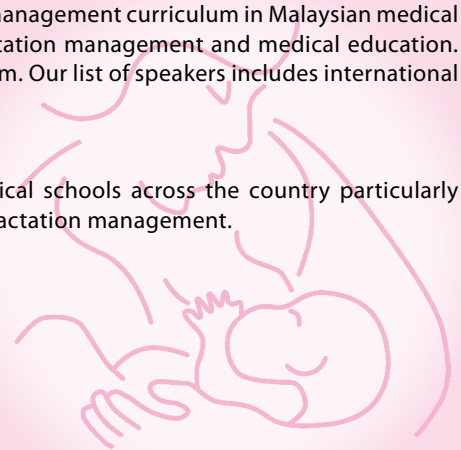 management curriculum in Malaysian medical
tation management and medical education.
m. Our list of speakers includes international
ical schools across the country particularly
actation management.